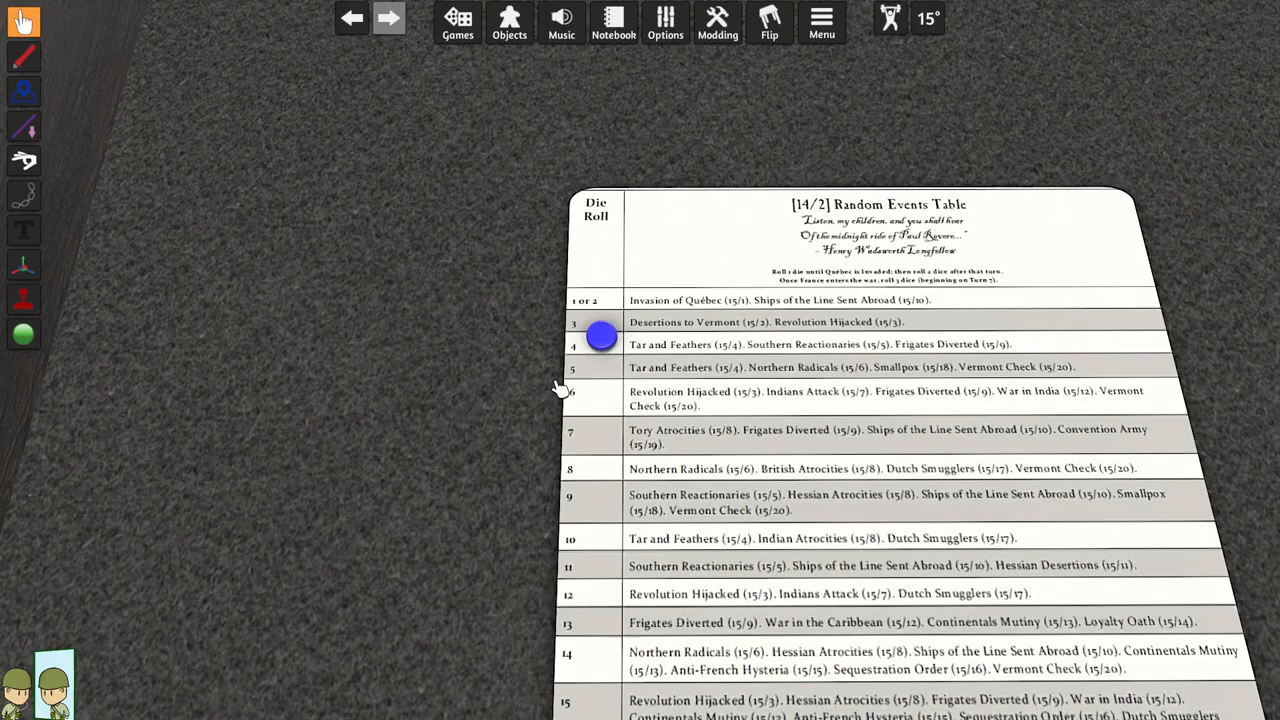 Games
Objects
Music
Notebook
Options
Modding
Flip
Menu
15°
Die
Roll
[14/2] Random Events Table
"Listen, my children, and you shall hear
Of the midnight ride of Paul Revere..."
- Henry Wadsworth Longfellow
Roll 1 die until Québec is Invaded; then roll 2 dice after that turn.
Once France enters the war, roll 3 dice (beginning on Turn 7).
1 or 2 Invasion of Québec (15/1). Ships of the Line Sent Abroad (15/10).
3 Desertions to Vermont (15/2). Revolution Hijacked (15/3).
4 Tar and Feathers (15/4). Southern Reactionaries (15/5). Frigates Diverted (15/9).
5 Tar and Feathers (15/4). Northern Radicals (15/6). Smallpox (15/18). Vermont Check (15/20).
6 Revolution Hijacked (15/3). Indians Attack (15/7). Frigates Diverted (15/9). War in India (15/12). Vermont
Check (15/20).
7 Tory Atrocities (15/8). Frigates Diverted (15/9). Ships of the Line Sent Abroad (15/10). Convention Army
(15/19).
8 Northern Radicals (15/6). British Atrocities (15/8). Dutch Smugglers (15/17). Vermont Check (15/20).
9 Southern Reactionaries (15/5). Hessian Atrocities (15/8). Ships of the Line Sent Abroad (15/10). Smallpox
(15/18). Vermont Check (15/20).
10 Tar and Feathers (15/4). Indian Atrocities (15/8). Dutch Smugglers (15/17).
11 Southern Reactionaries (15/5). Ships of the Line Sent Abroad (15/10). Hessian Desertions (15/11).
12 Revolution Hijacked (15/3). Indians Attack (15/7). Dutch Smugglers (15/17).
13 Frigates Diverted (15/9). War in the Caribbean (15/12). Continentals Mutiny (15/13). Loyalty Oath (15/14).
14 Northern Radicals (15/6). Hessian Atrocities (15/8). Ships of the Line Sent Abroad (15/10). Continentals Mutiny
(15/13). Anti-French Hysteria (15/15). Sequestration Order (15/16). Vermont Check (15/20).
15 Revolution Hijacked (15/3). Hessian Atrocities (15/8). Frigates Diverted (15/9). War in India (15/12).
Continentals Mutiny (15/13). Anti-French Hysteria (15/15). Sequestration Order (15/16). Dutch Smugglers